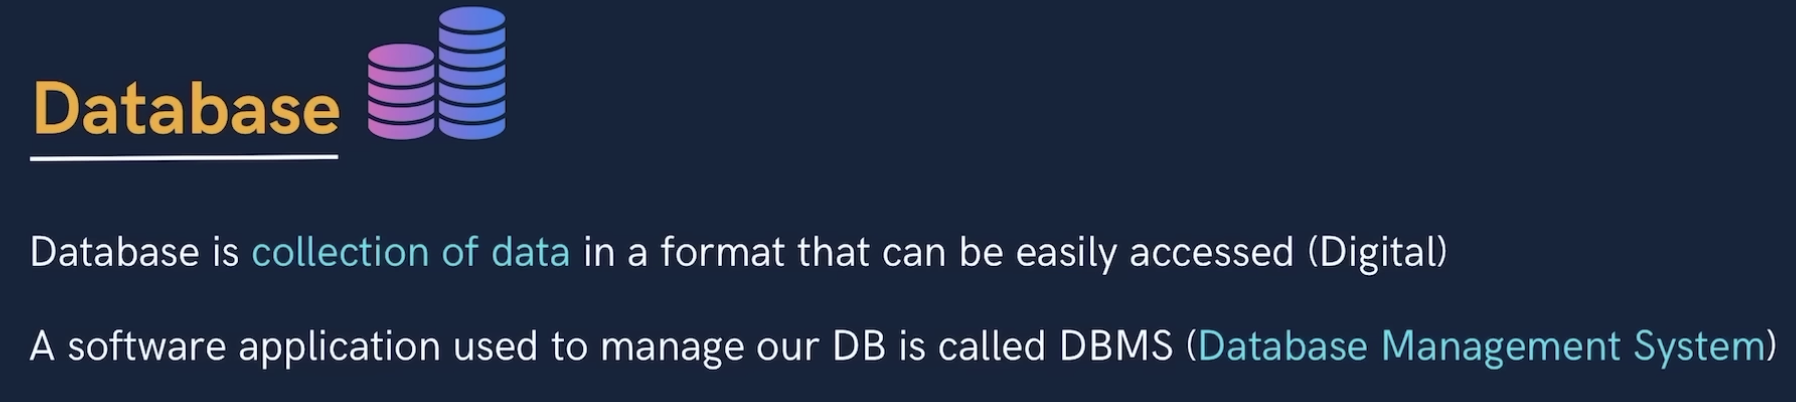 Database
Database is collection of data in a format that can be easily accessed (Digital)
A software application used to manage our DB is called DBMS (Database Management System)